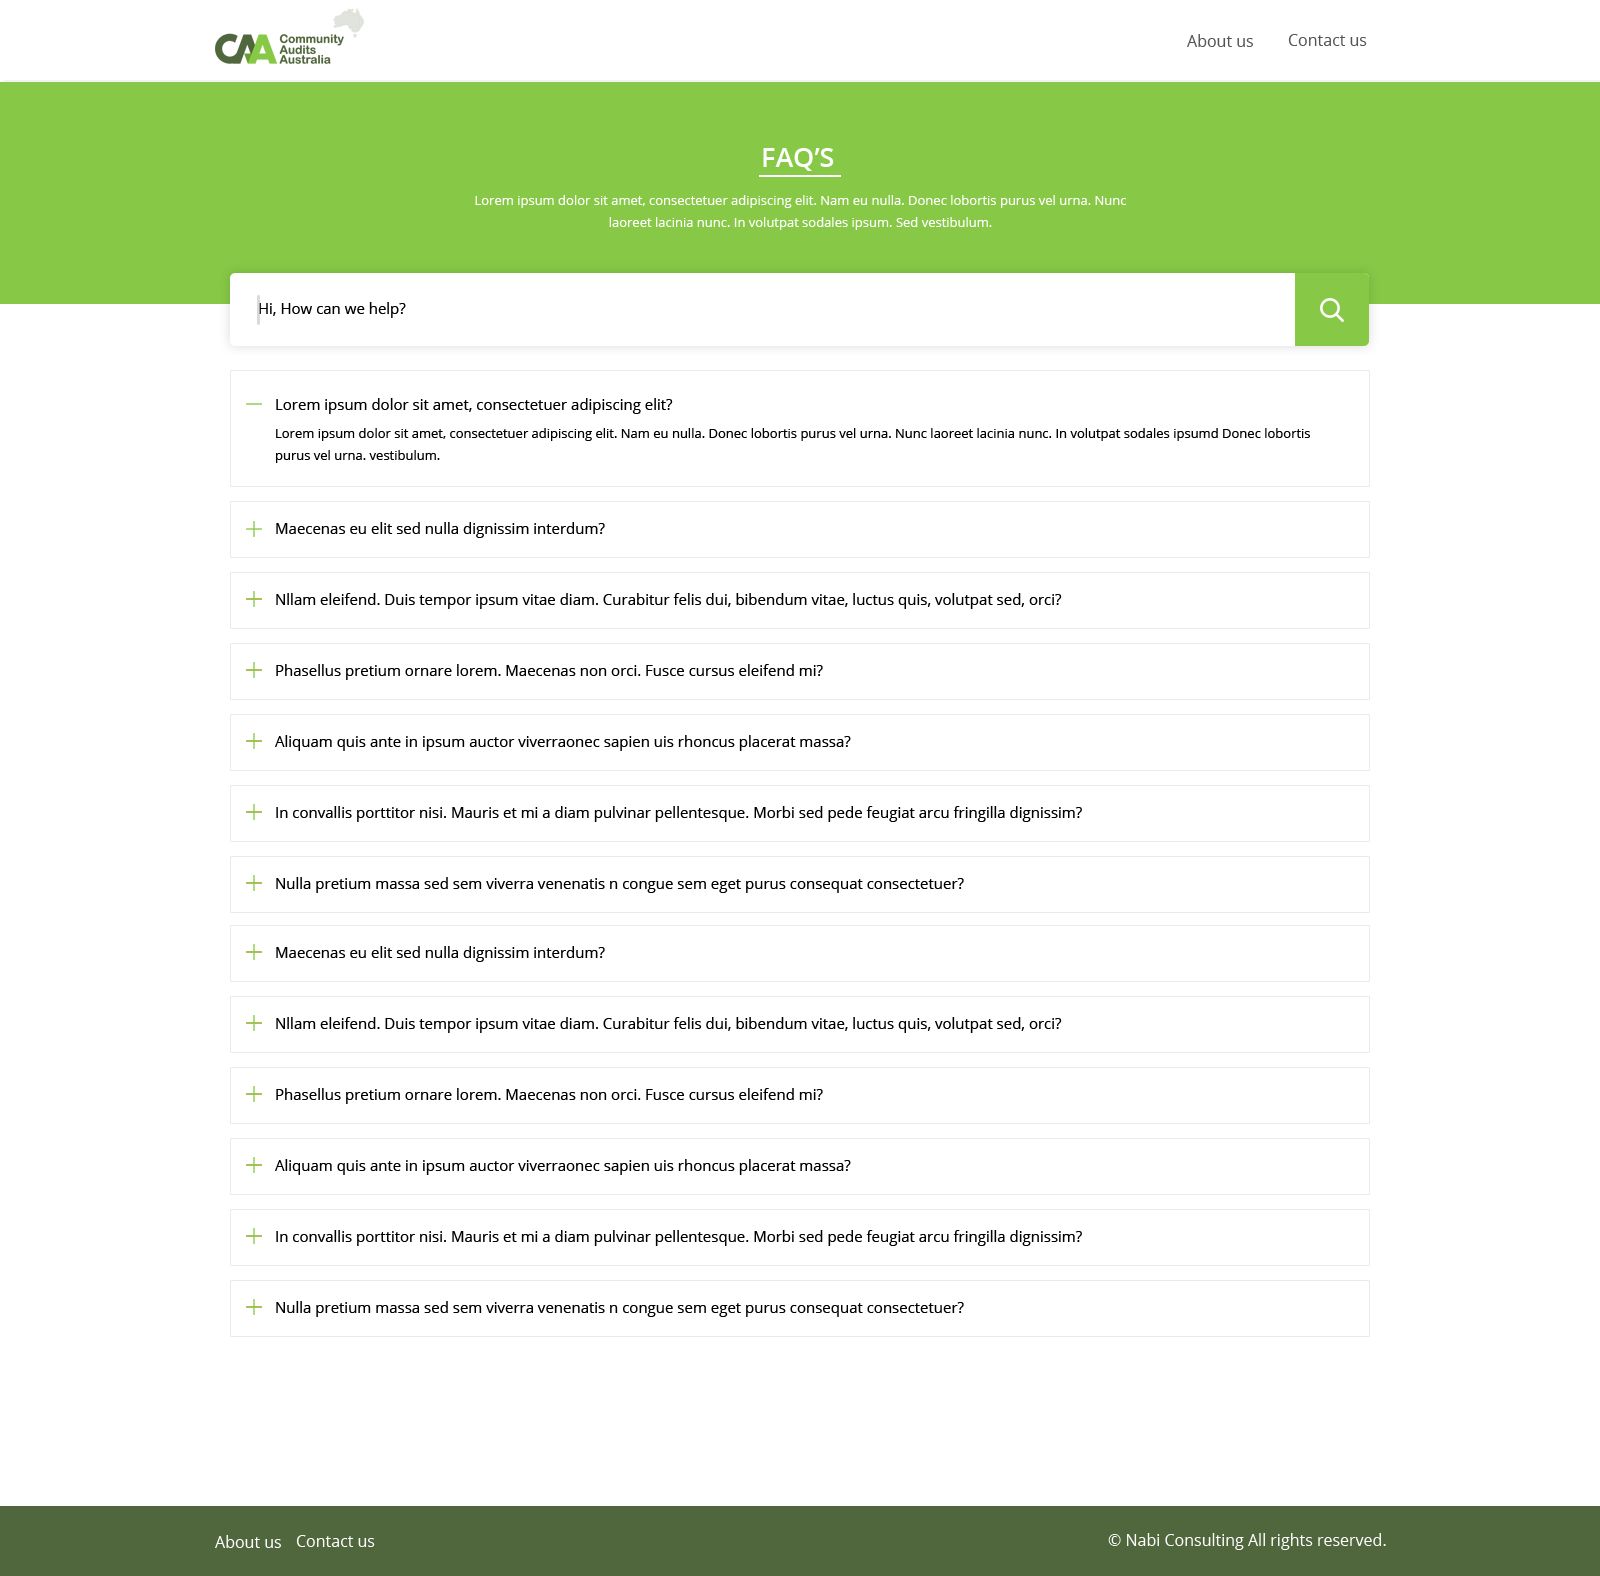 CAA Community
Audits
Australia
About us
Contact us
FAQ’S
Lorem ipsum dolor sit amet, consectetuer adipiscing elit. Nam eu nulla. Donec lobortis purus vel urna. Nunc
laoreet lacinia nunc. In volutpat sodales ipsum. Sed vestibulum.
Hi, How can we help?
Lorem ipsum dolor sit amet, consectetuer adipiscing elit?
Lorem ipsum dolor sit amet, consectetuer adipiscing elit. Nam eu nulla. Donec lobortis purus vel urna. Nunc laoreet lacinia nunc. In volutpat sodales ipsumd Donec lobortis
purus vel urna. vestibulum.
Maecenas eu elit sed nulla dignissim interdum?
Nllam eleifend. Duis tempor ipsum vitae diam. Curabitur felis dui, bibendum vitae, luctus quis, volutpat sed, orci?
Phasellus pretium ornare lorem. Maecenas non orci. Fusce cursus eleifend mi?
Aliquam quis ante in ipsum auctor viverraonec sapien uis rhoncus placerat massa?
In convallis porttitor nisi. Mauris et mi a diam pulvinar pellentesque. Morbi sed pede feugiat arcu fringilla dignissim?
Nulla pretium massa sed sem viverra venenatis n congue sem eget purus consequat consectetuer?
Maecenas eu elit sed nulla dignissim interdum?
Nllam eleifend. Duis tempor ipsum vitae diam. Curabitur felis dui, bibendum vitae, luctus quis, volutpat sed, orci?
Phasellus pretium ornare lorem. Maecenas non orci. Fusce cursus eleifend mi?
Aliquam quis ante in ipsum auctor viverraonec sapien uis rhoncus placerat massa?
In convallis porttitor nisi. Mauris et mi a diam pulvinar pellentesque. Morbi sed pede feugiat arcu fringilla dignissim?
Nulla pretium massa sed sem viverra venenatis n congue sem eget purus consequat consectetuer?
About us
Contact us
© Nabi Consulting All rights reserved.